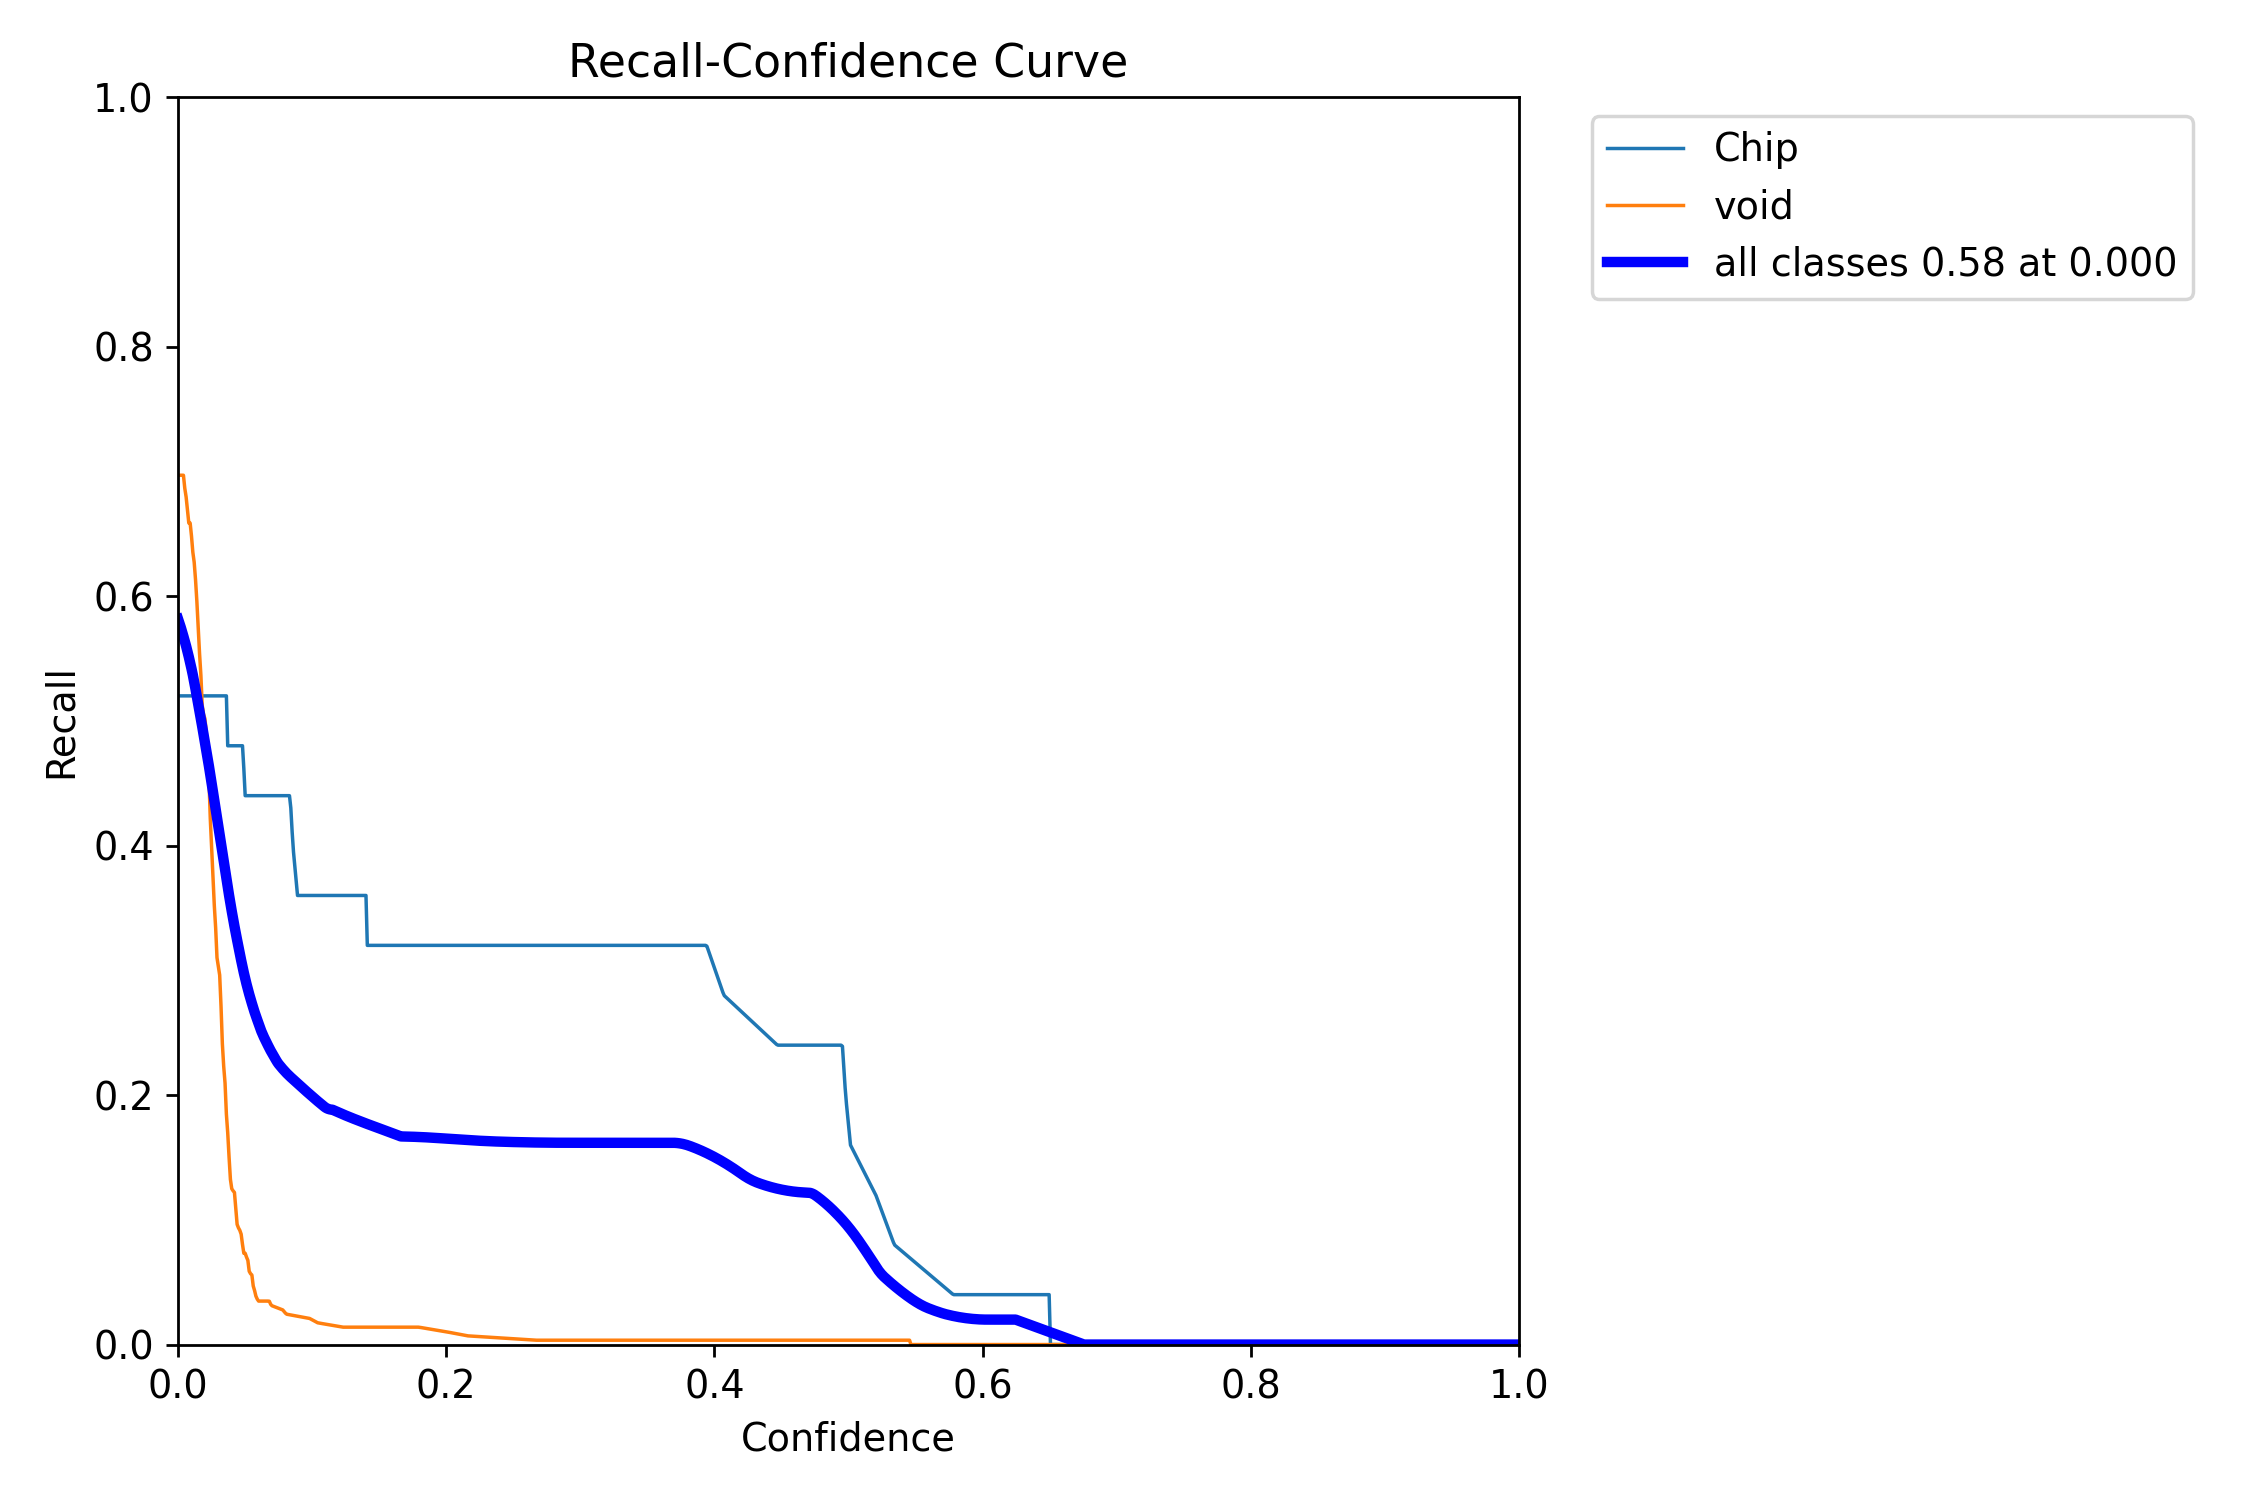 Recall-Confidence Curve
Chip
void
all classes 0.58 at 0.000
Recall
1.0
0.8
0.6
0.4
0.2
0.0
0.0 0.2 0.4 0.6 0.8 1.0
Confidence